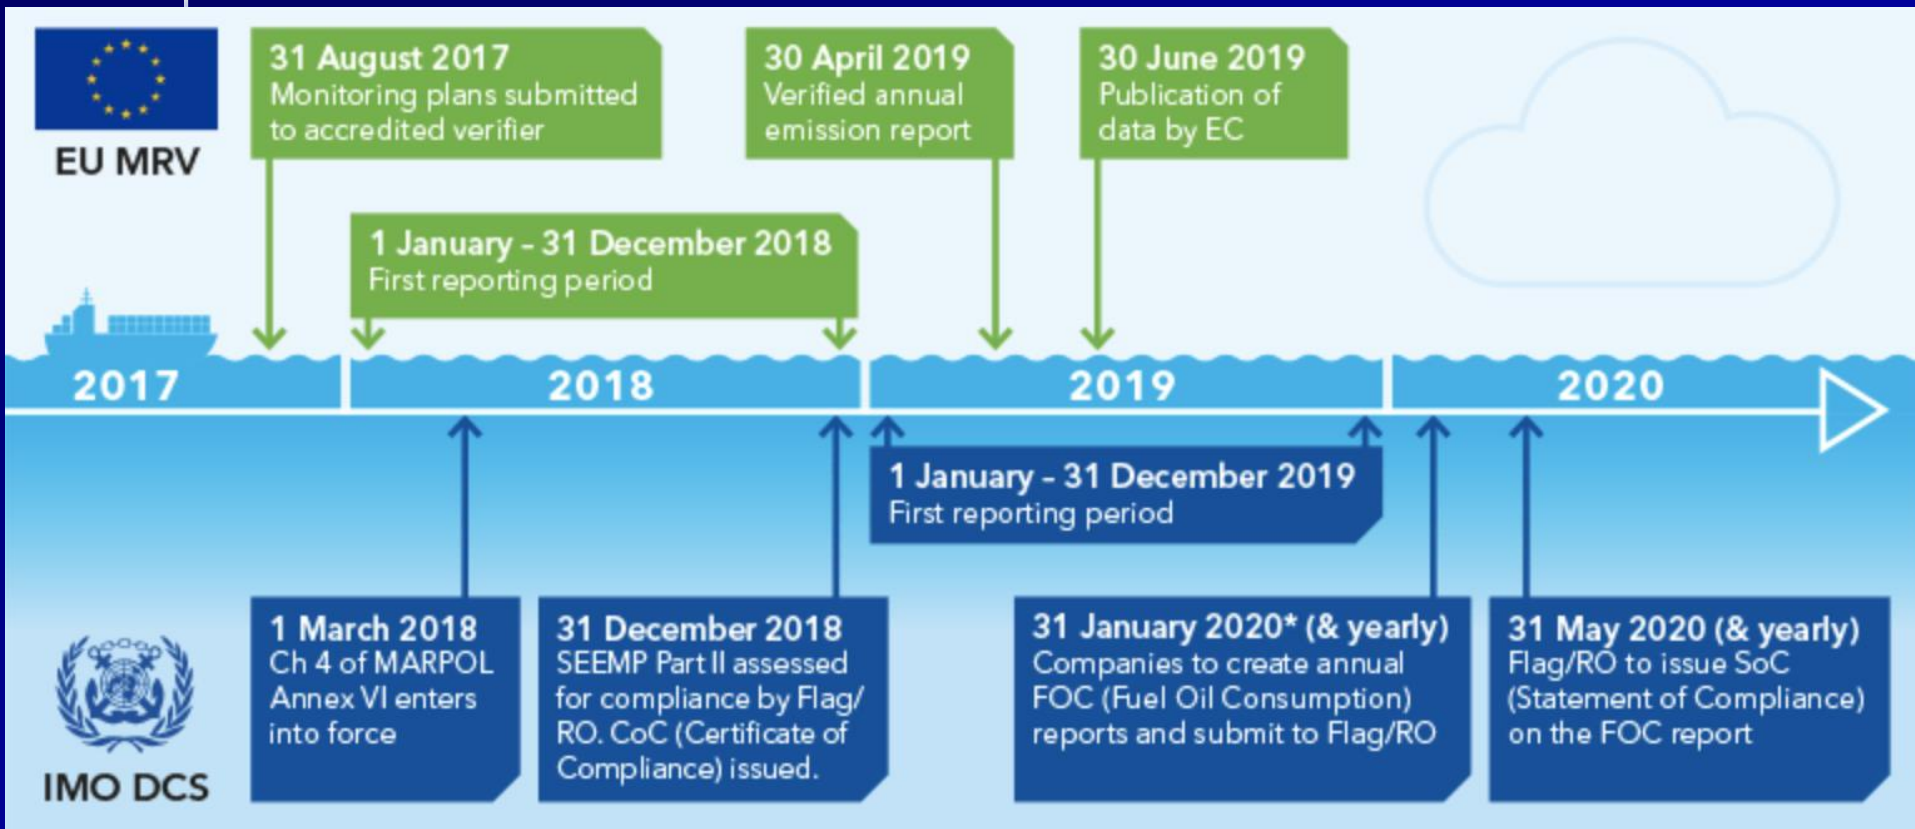 31 August 2017
Monitoring plans submitted
to accredited verifier
30 April 2019
Verified annual
emission report
30 June 2019
Publication of
data by EC
EU MRV
1 January – 31 December 2018
First reporting period
2017
2018
2019
2020
1 January – 31 December 2019
First reporting period
1 March 2018
Ch 4 of MARPOL
Annex VI enters
into force
31 December 2018
SEEMP Part II assessed
for compliance by Flag/
RO. CoC (Certificate of
Compliance) issued.
31 January 2020* (& yearly)
Companies to create annual
FOC (Fuel Oil Consumption)
reports and submit to Flag/RO
31 May 2020 (& yearly)
Flag/RO to issue SoC
(Statement of Compliance)
on the FOC report
IMO DCS